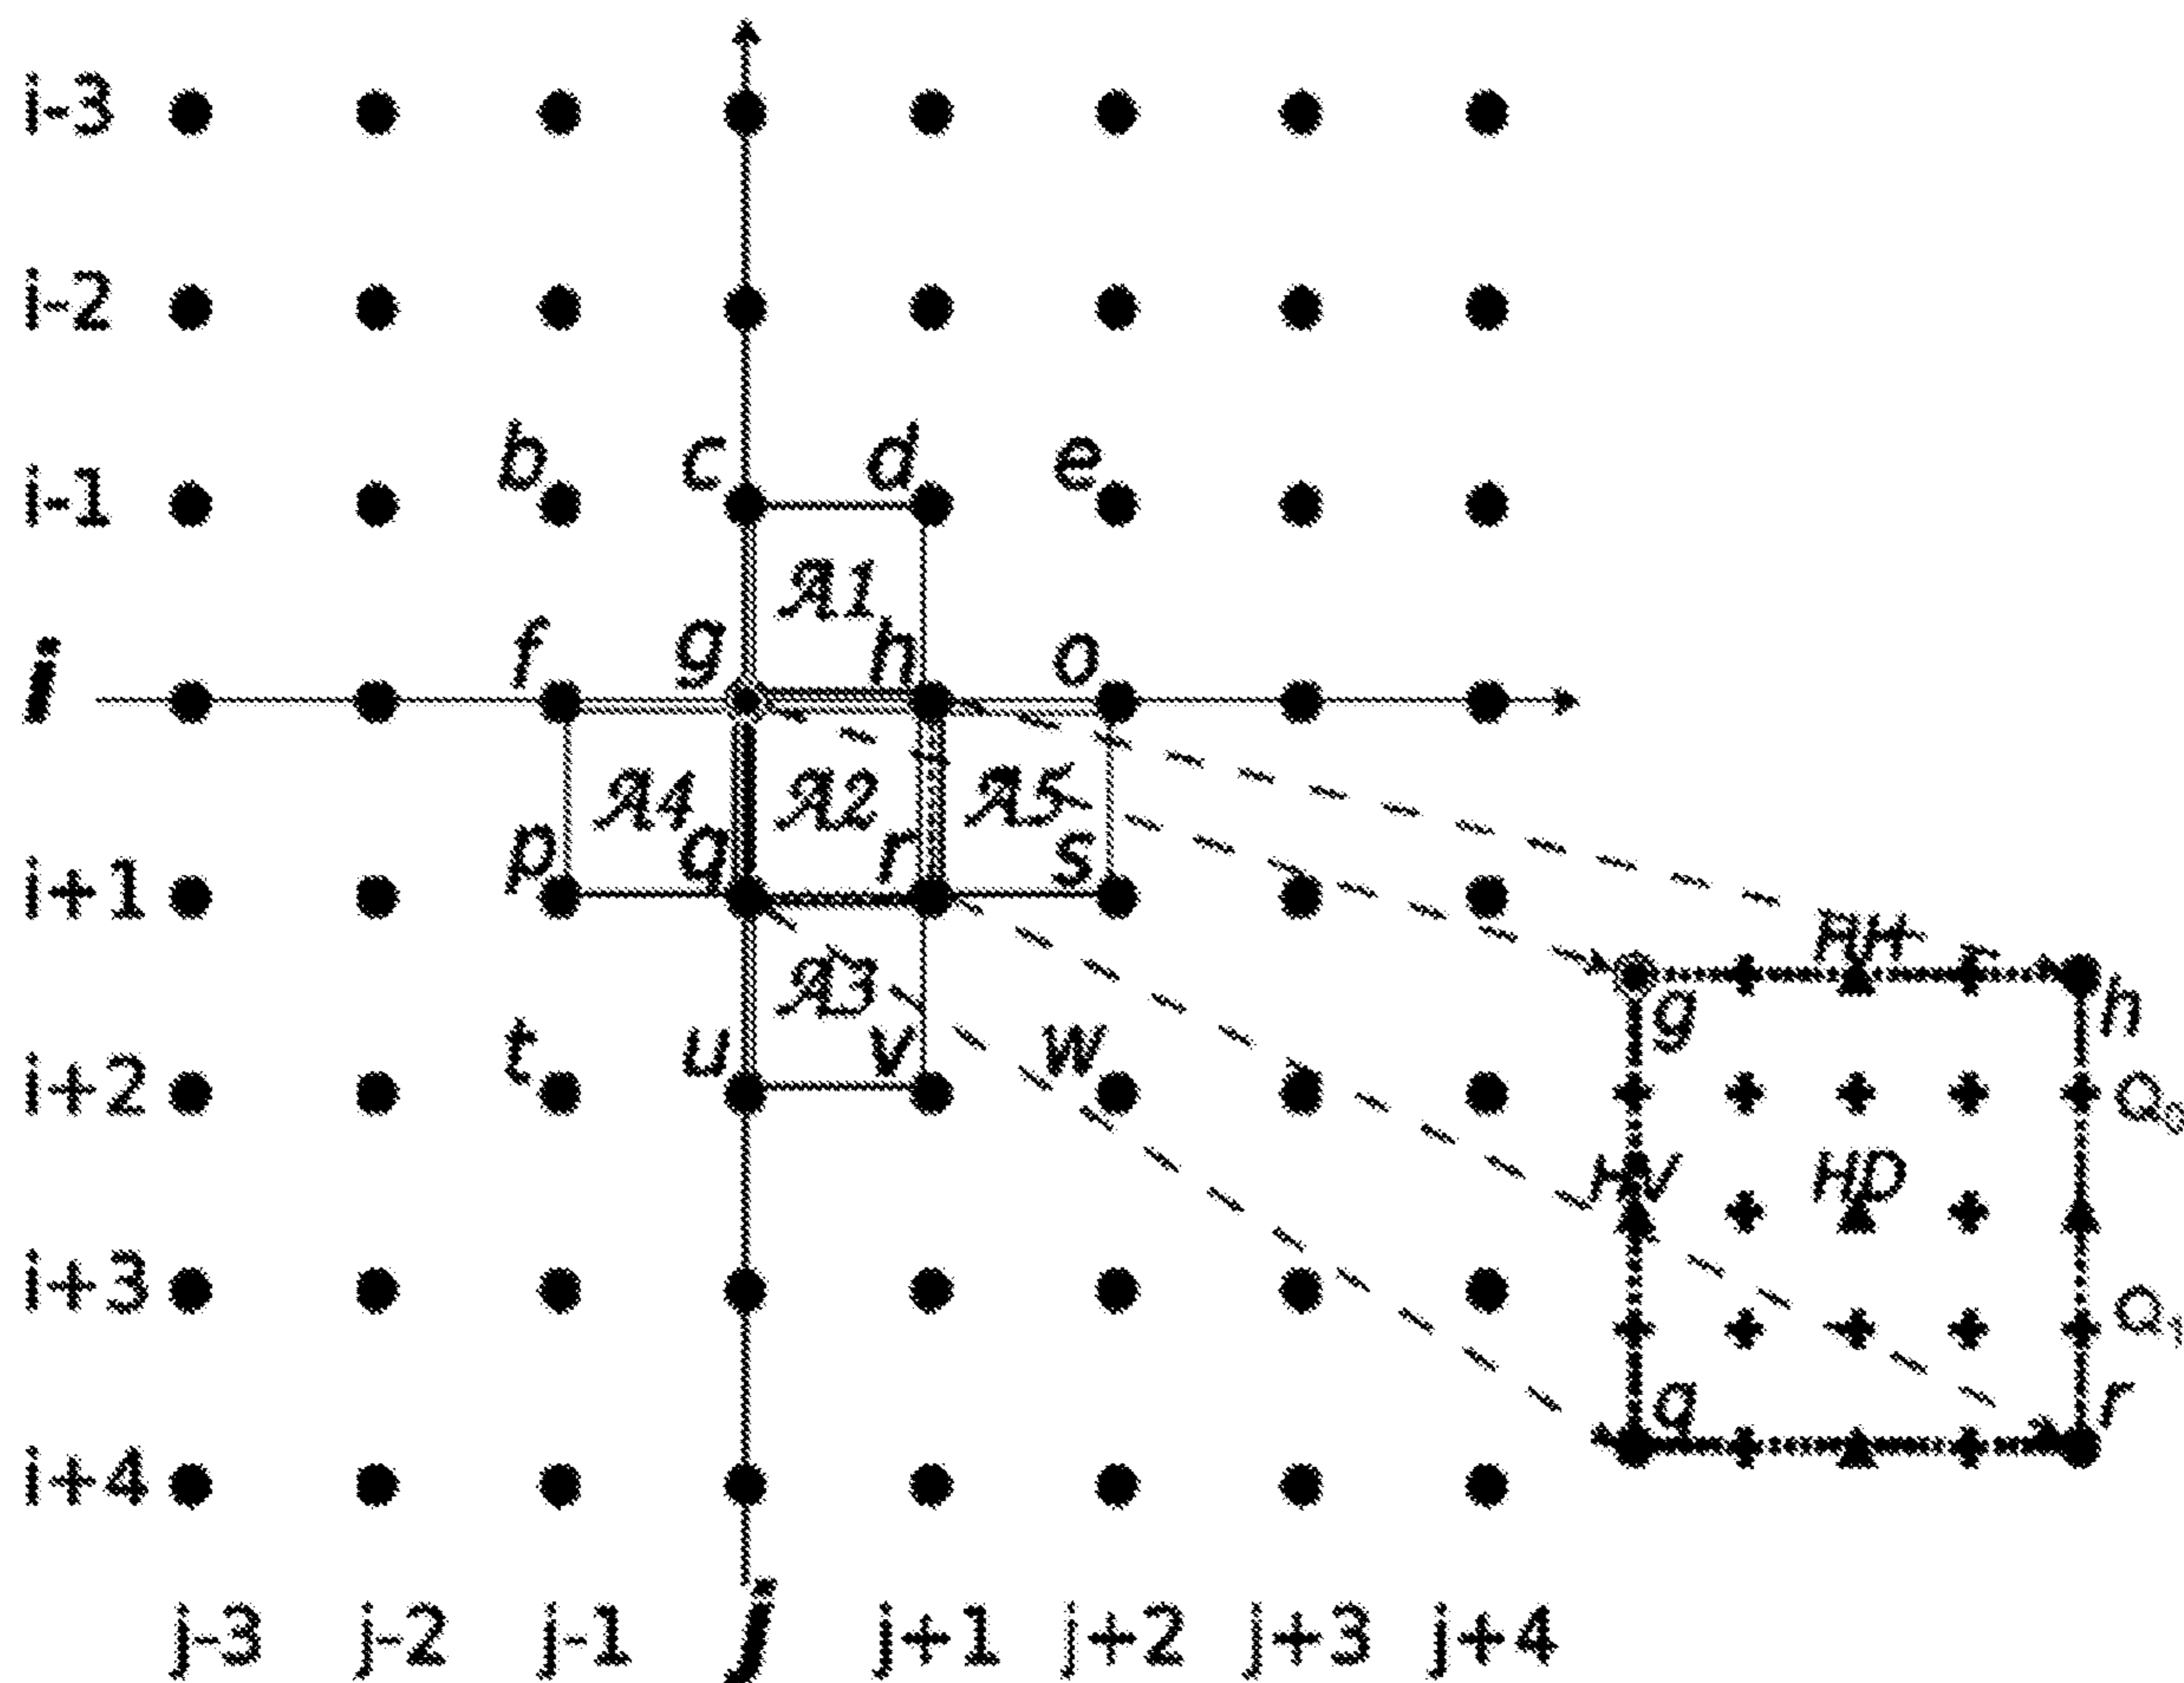 i-3
i-2
i-1
b c d e
A1
i f g h o
A4 A2 A5
i+1 p q r s
HH
A3
g h
i+2 t u v w
HV HD
i+3
q r
i+4
j-3 j-2 j-1 j j+1 j+2 j+3 j+4